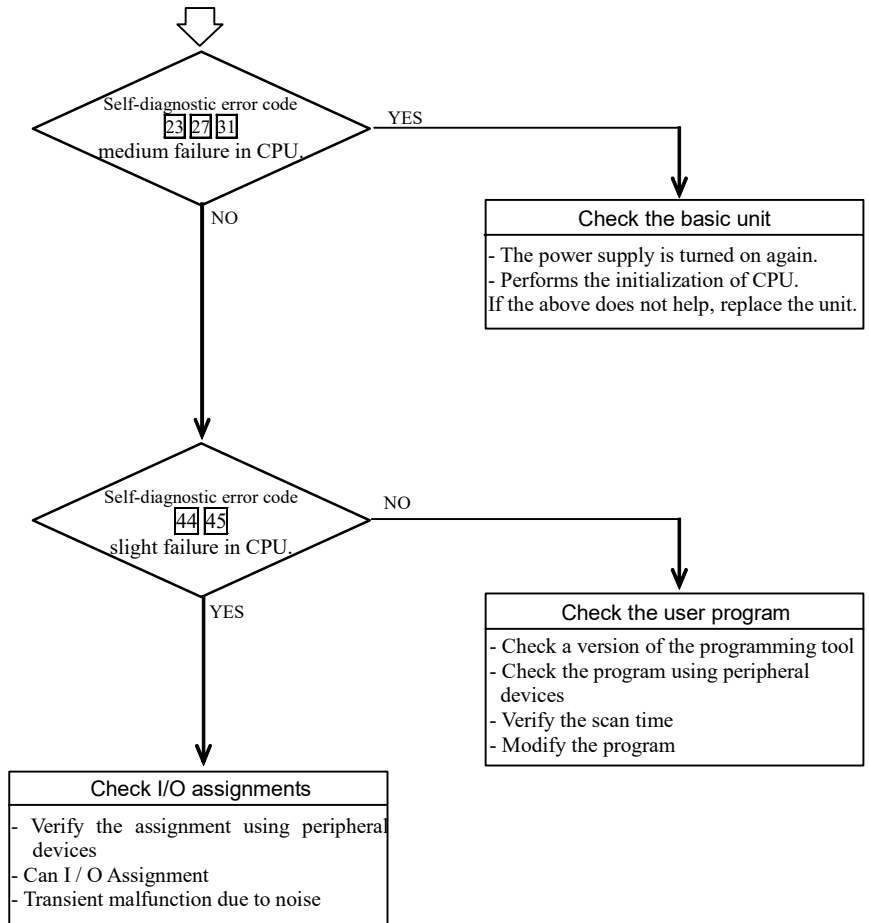 Self-diagnostic error code
23 27 31
medium failure in CPU.
YES
NO
Check the basic unit
- The power supply is turned on again.
- Performs the initialization of CPU.
If the above does not help, replace the unit.
Self-diagnostic error code
44 45
slight failure in CPU.
NO
YES
Check the user program
- Check a version of the programming tool
- Check the program using peripheral
devices
- Verify the scan time
- Modify the program
Check I/O assignments
- Verify the assignment using peripheral
devices
- Can I / O Assignment
- Transient malfunction due to noise